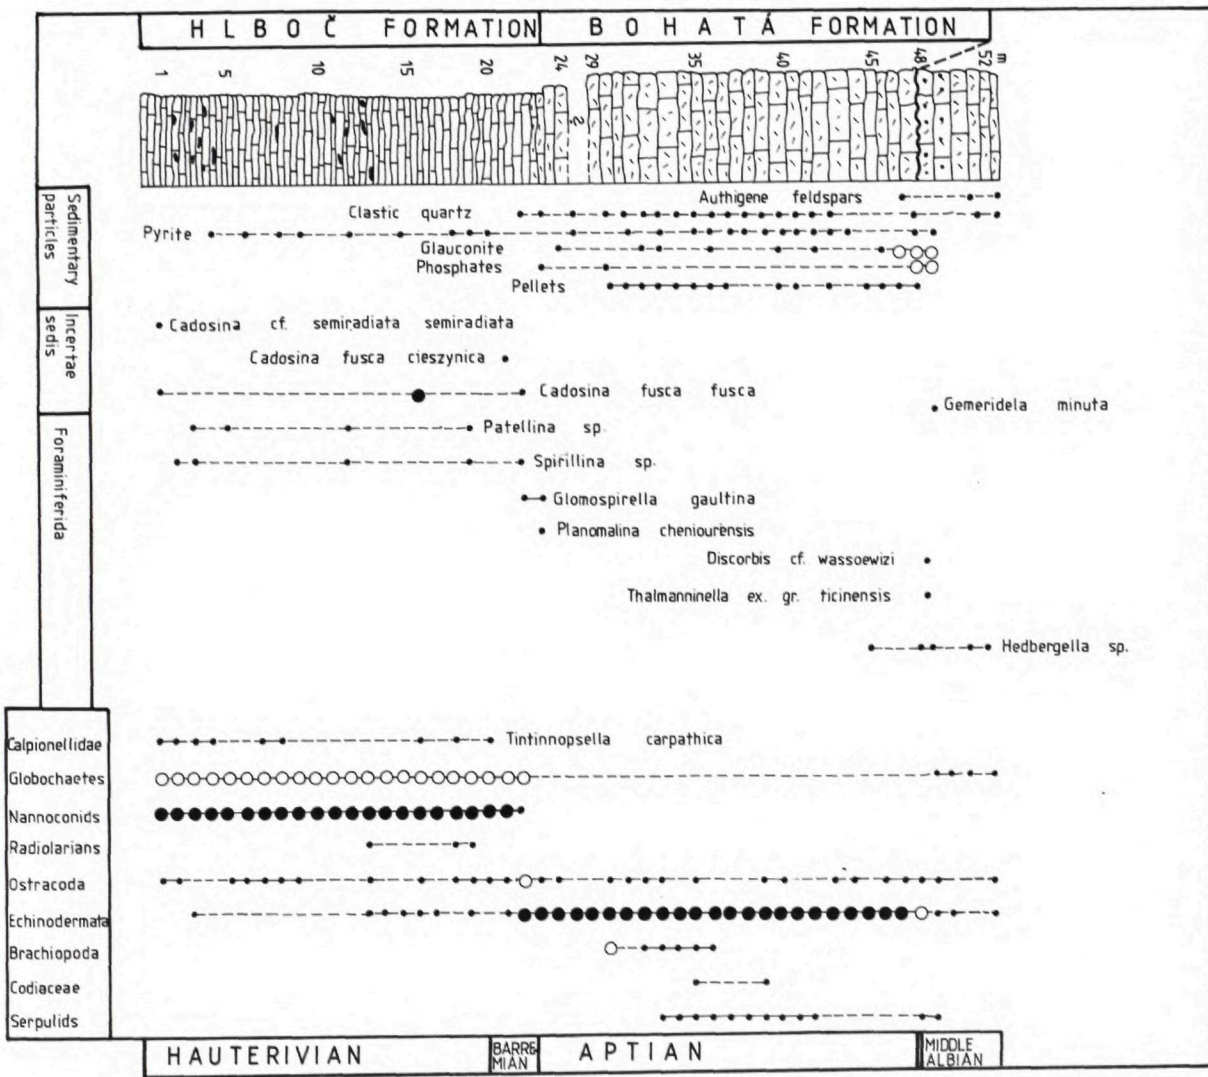 HLBOČ FORMATION
BOHATÁ FORMATION
1 5 10 15 20 24 29 35 40 45 48 52 m
?
Sedimentary
particles
Authigene feldspars
Clastic quartz
Pyrite
Glauconite
Phosphates
Pellets
Incertae
sedis
Cadosina cf. semiradiata semiradiata
Cadosina fusca cieszynica
Cadosina fusca fusca
Gemeridela minuta
Foraminiferida
Patellina sp.
Spirillina sp.
Glomospirella gaultina
Planomalina cheniourensis
Discorbis cf. wassoewizi
Thalmanninella ex. gr. ticinensis
Hedbergella sp.
Calpionellidae
Tintinnopsella carpathica
Globochaetes
Nannoconids
Radiolarians
Ostracoda
Echinodermata
Brachiopoda
Codiaceae
Serpulids
HAUTERIVIAN
BARRE-
MIAN
APTIAN
MIDDLE
ALBIAN